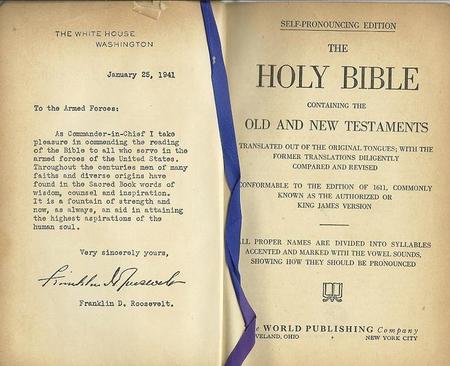 THE WHITE HOUSE
WASHINGTON
January 25, 1941
To the Armed Forces:
As Commander-in-Chief I take
pleasure in commending the reading
of the Bible to all who serve in the
armed forces of the United States.
Throughout the centuries men of many
faiths and diverse origins have
found in the Sacred Book words of
wisdom, counsel and inspiration.
It is a fountain of strength and
now, as always, an aid in attaining
the highest aspirations of the
human soul.
Very sincerely yours,
Franklin D. Roosevelt
Franklin D. Roosevelt.
SELF-PRONOUNCING EDITION
THE
HOLY BIBLE
CONTAINING THE
OLD AND NEW TESTAMENTS
TRANSLATED OUT OF THE ORIGINAL TONGUES; WITH THE
FORMER TRANSLATIONS DILIGENTLY
COMPARED AND REVISED
CONFORMABLE TO THE EDITION OF 1611, COMMONLY
KNOWN AS THE AUTHORIZED OR
KING JAMES VERSION
ALL PROPER NAMES ARE DIVIDED INTO SYLLABLES
ACCENTED AND MARKED WITH THE VOWEL SOUNDS,
SHOWING HOW THEY SHOULD BE PRONOUNCED
The WORLD PUBLISHING Company
CLEVELAND, OHIO NEW YORK CITY